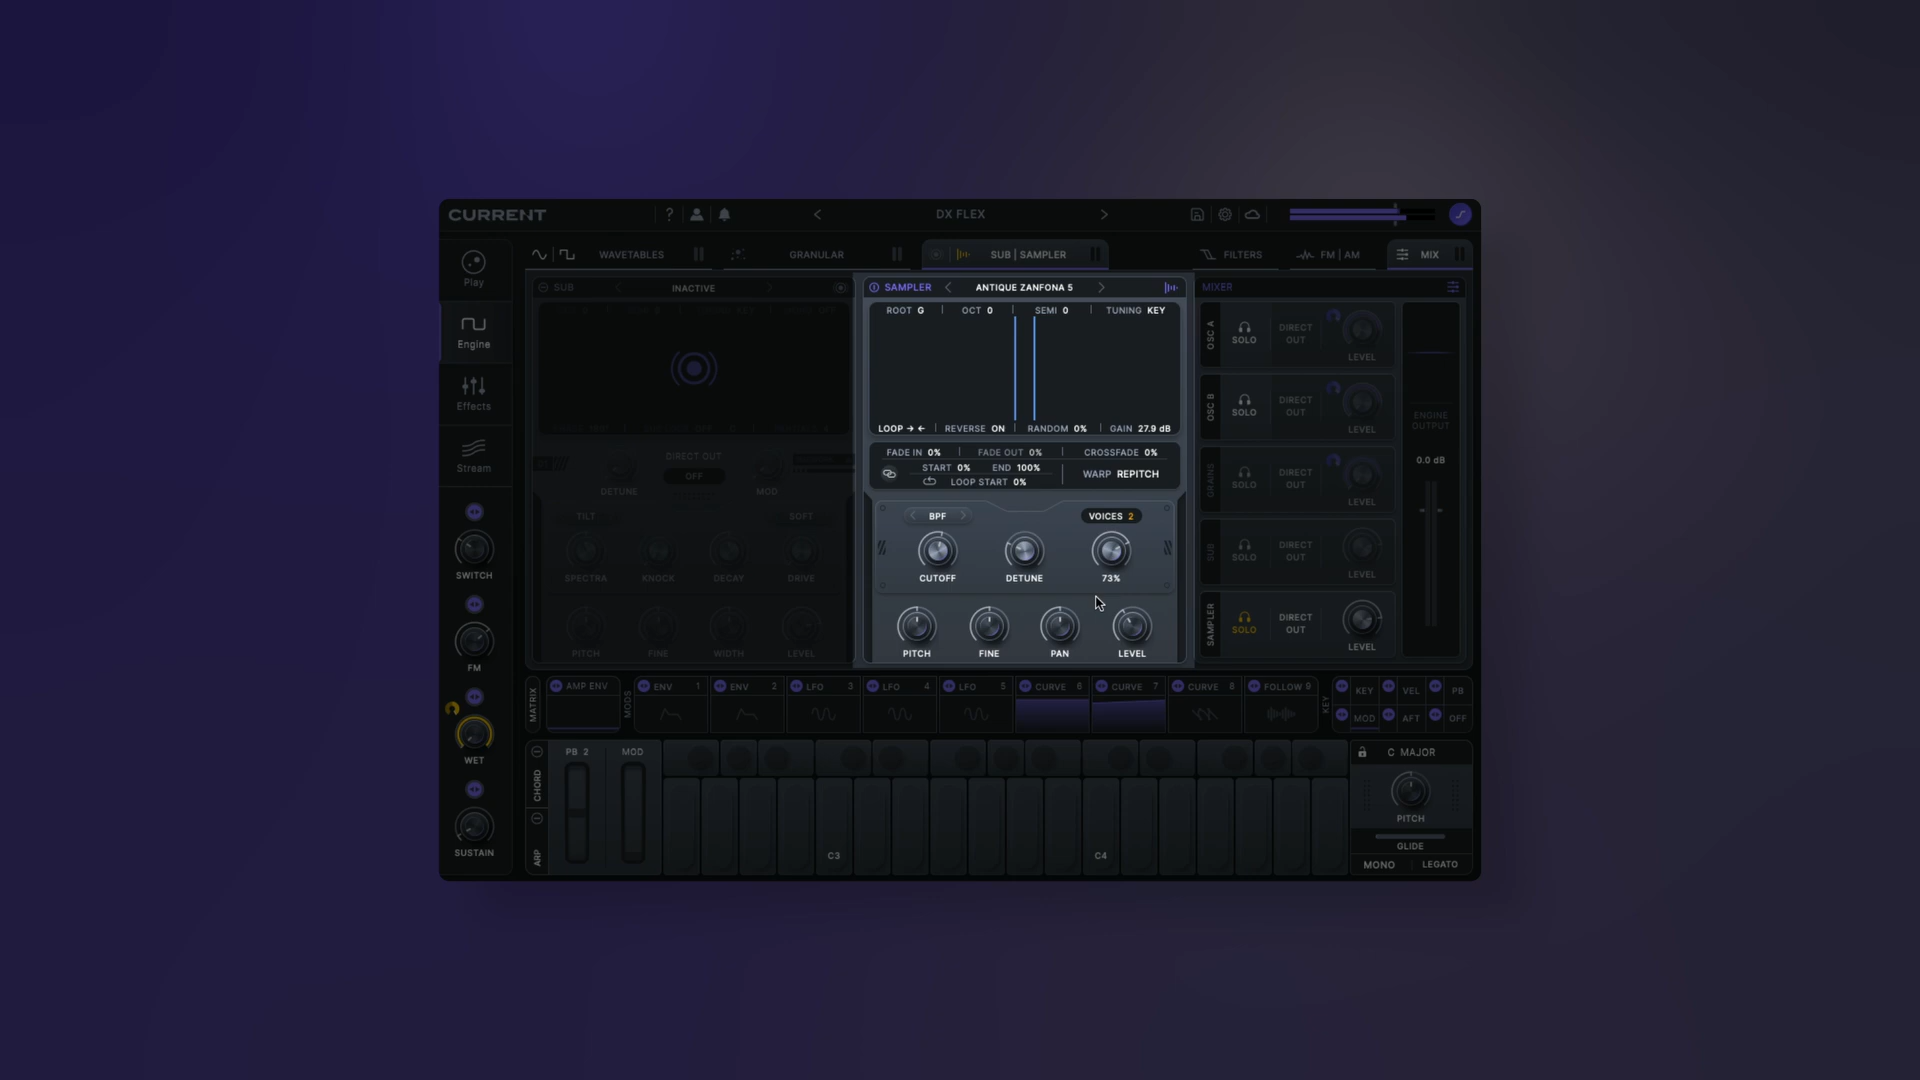 CURRENT
?
DX FLEX
Play
Engine
Effects
Stream
SWITCH
FM
WET
SUSTAIN
WAVETABLES
GRANULAR
SUB | SAMPLER
FILTERS
FM | AM
MIX
SUB
INACTIVE
DIRECT OUT
OFF
DETUNE
MOD
TILT
SOFT
SPECTRA KNOCK DECAY DRIVE
PITCH FINE WIDTH LEVEL
SAMPLER
ANTIQUE ZANFONA 5
ROOT G OCT 0 SEMI 0 TUNING KEY
LOOP → ← REVERSE ON RANDOM 0% GAIN 27.9 dB
FADE IN 0% FADE OUT 0% CROSSFADE 0%
START 0% END 100%
LOOP START 0%
WARP REPITCH
BPF
VOICES 2
CUTOFF DETUNE 73%
PITCH FINE PAN LEVEL
MIXER
OSC A
SOLO
DIRECT
OUT
LEVEL
OSC B
SOLO
DIRECT
OUT
LEVEL
GRAINS
SOLO
DIRECT
OUT
LEVEL
SUB
SOLO
DIRECT
OUT
LEVEL
SAMPLER
SOLO
DIRECT
OUT
LEVEL
ENGINE
OUTPUT
0.0 dB
MATRIX
AMP ENV
MODS
ENV 1
ENV 2
LFO 3
LFO 4
LFO 5
CURVE 6
CURVE 7
CURVE 8
FOLLOW 9
KEY
KEY VEL PB
MOD AFT OFF
CHORD
ARP
PB 2
MOD
C3
C4
C MAJOR
PITCH
GLIDE
MONO LEGATO